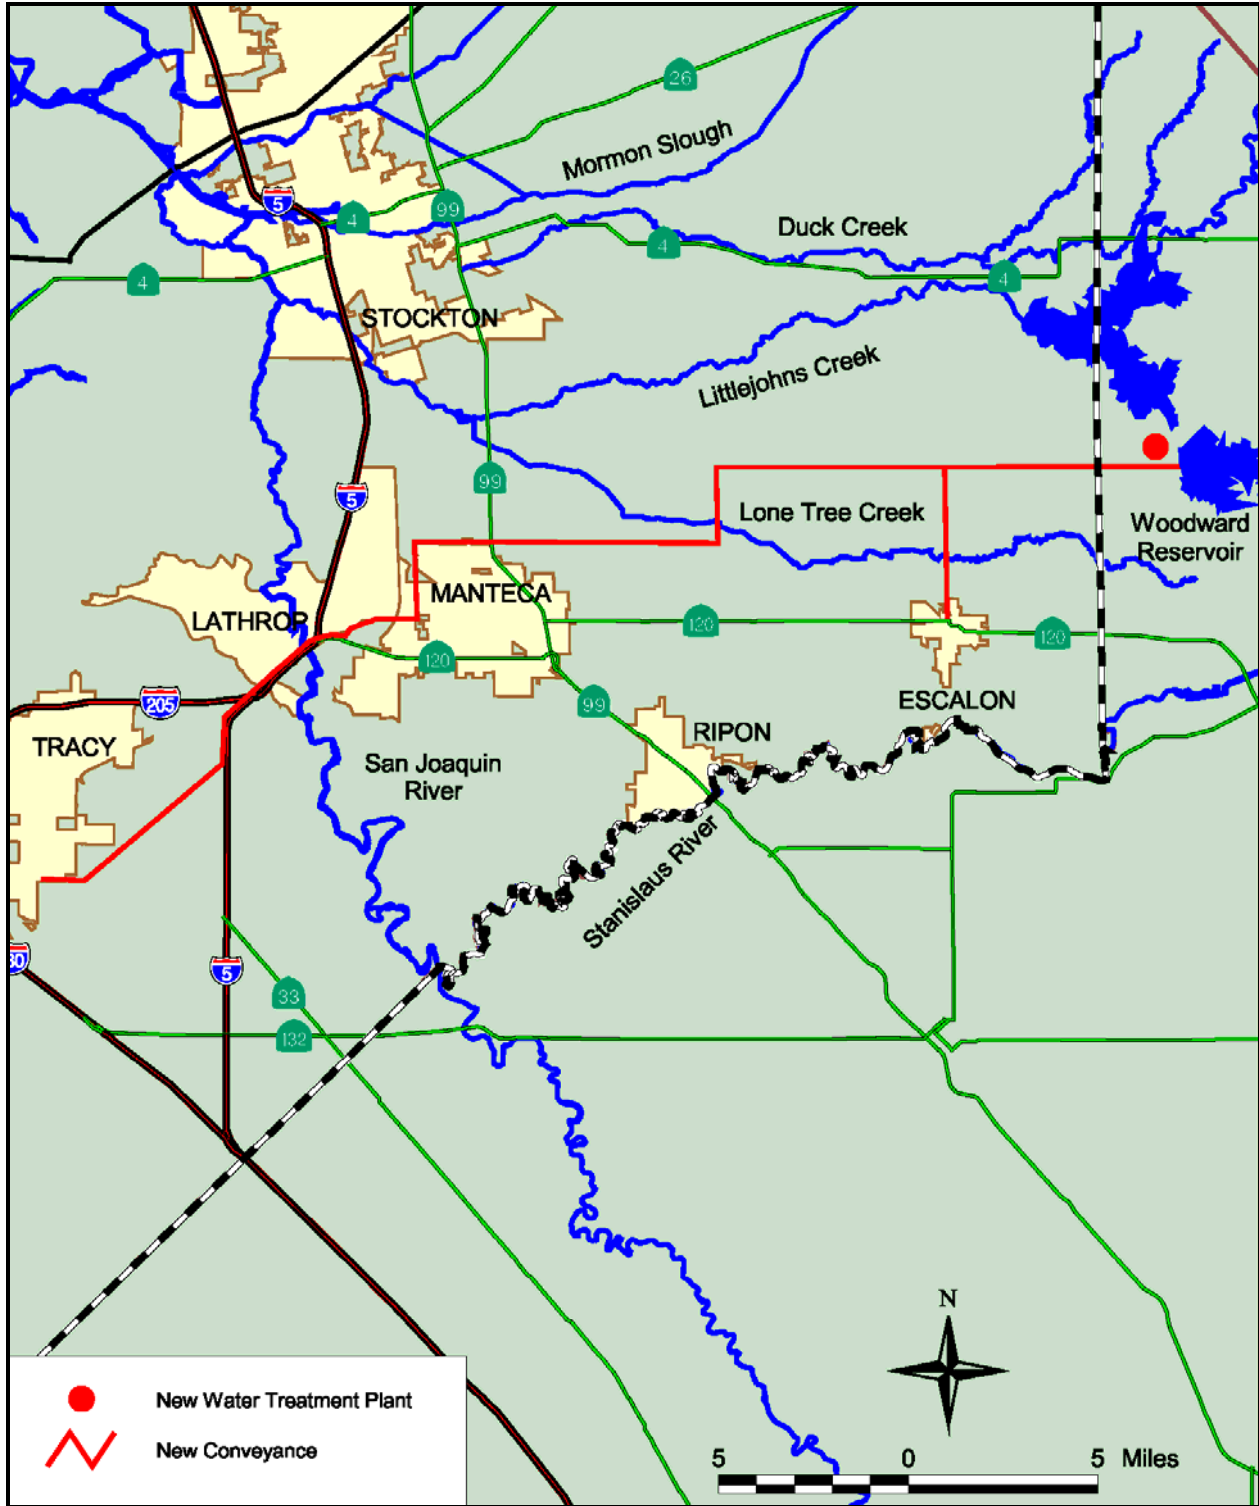 26
Mormon Slough
5
4
99
Duck Creek
4
4
4
STOCKTON
Littlejohns Creek
99
5
Lone Tree Creek
Woodward
Reservoir
MANTECA
LATHROP
120
120
120
205
99
ESCALON
TRACY
RIPON
San Joaquin
River
Stanislaus River
5
33
132
N
New Water Treatment Plant
New Conveyance
5 0 5 Miles